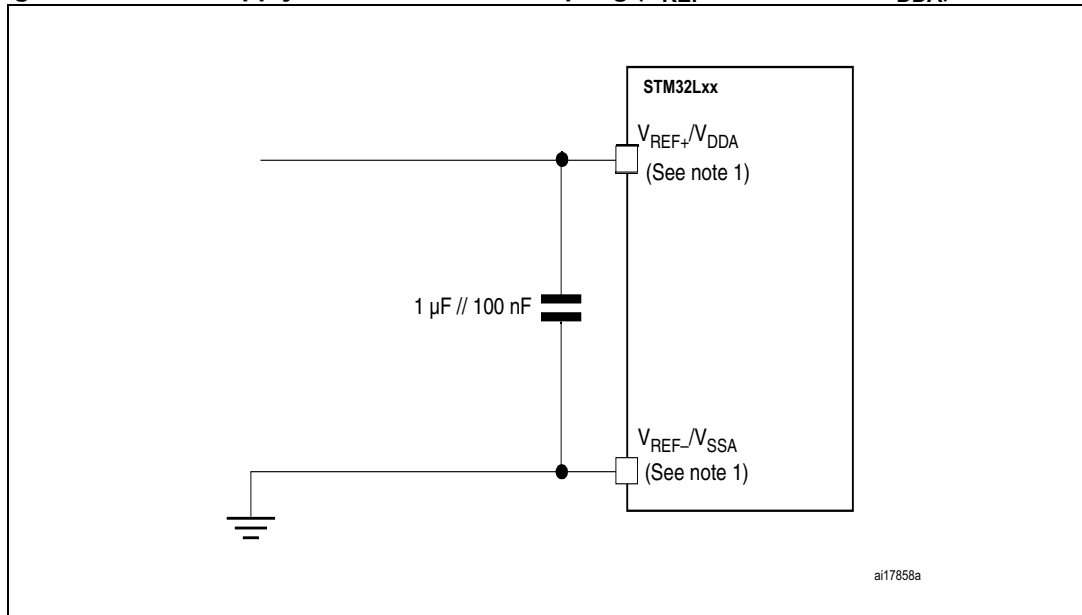 STM32Lxx
VREF+/VDDA
(See note 1)
1 µF // 100 nF
VREF–/VSSA
(See note 1)
ai17858a